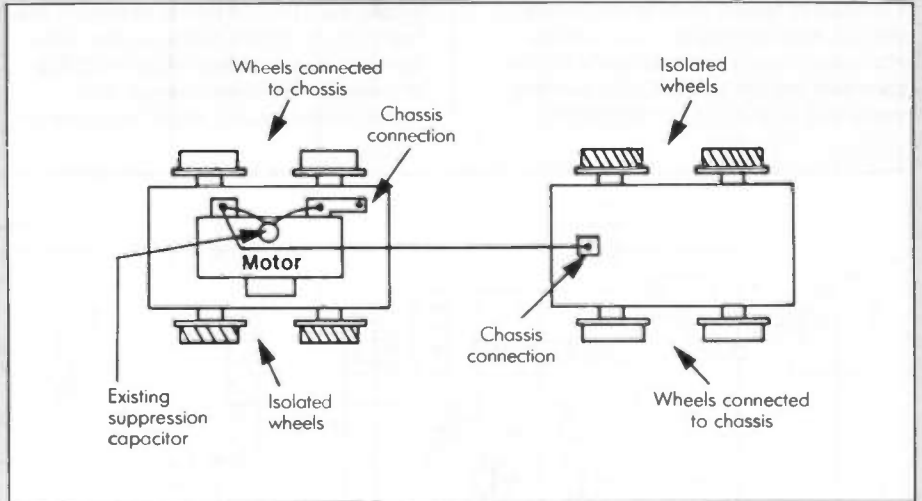 Wheels connected
to chassis
Isolated
wheels
Chassis
connection
Motor
Chassis
connection
Existing
suppression
capacitor
Isolated
wheels
Wheels connected
to chassis